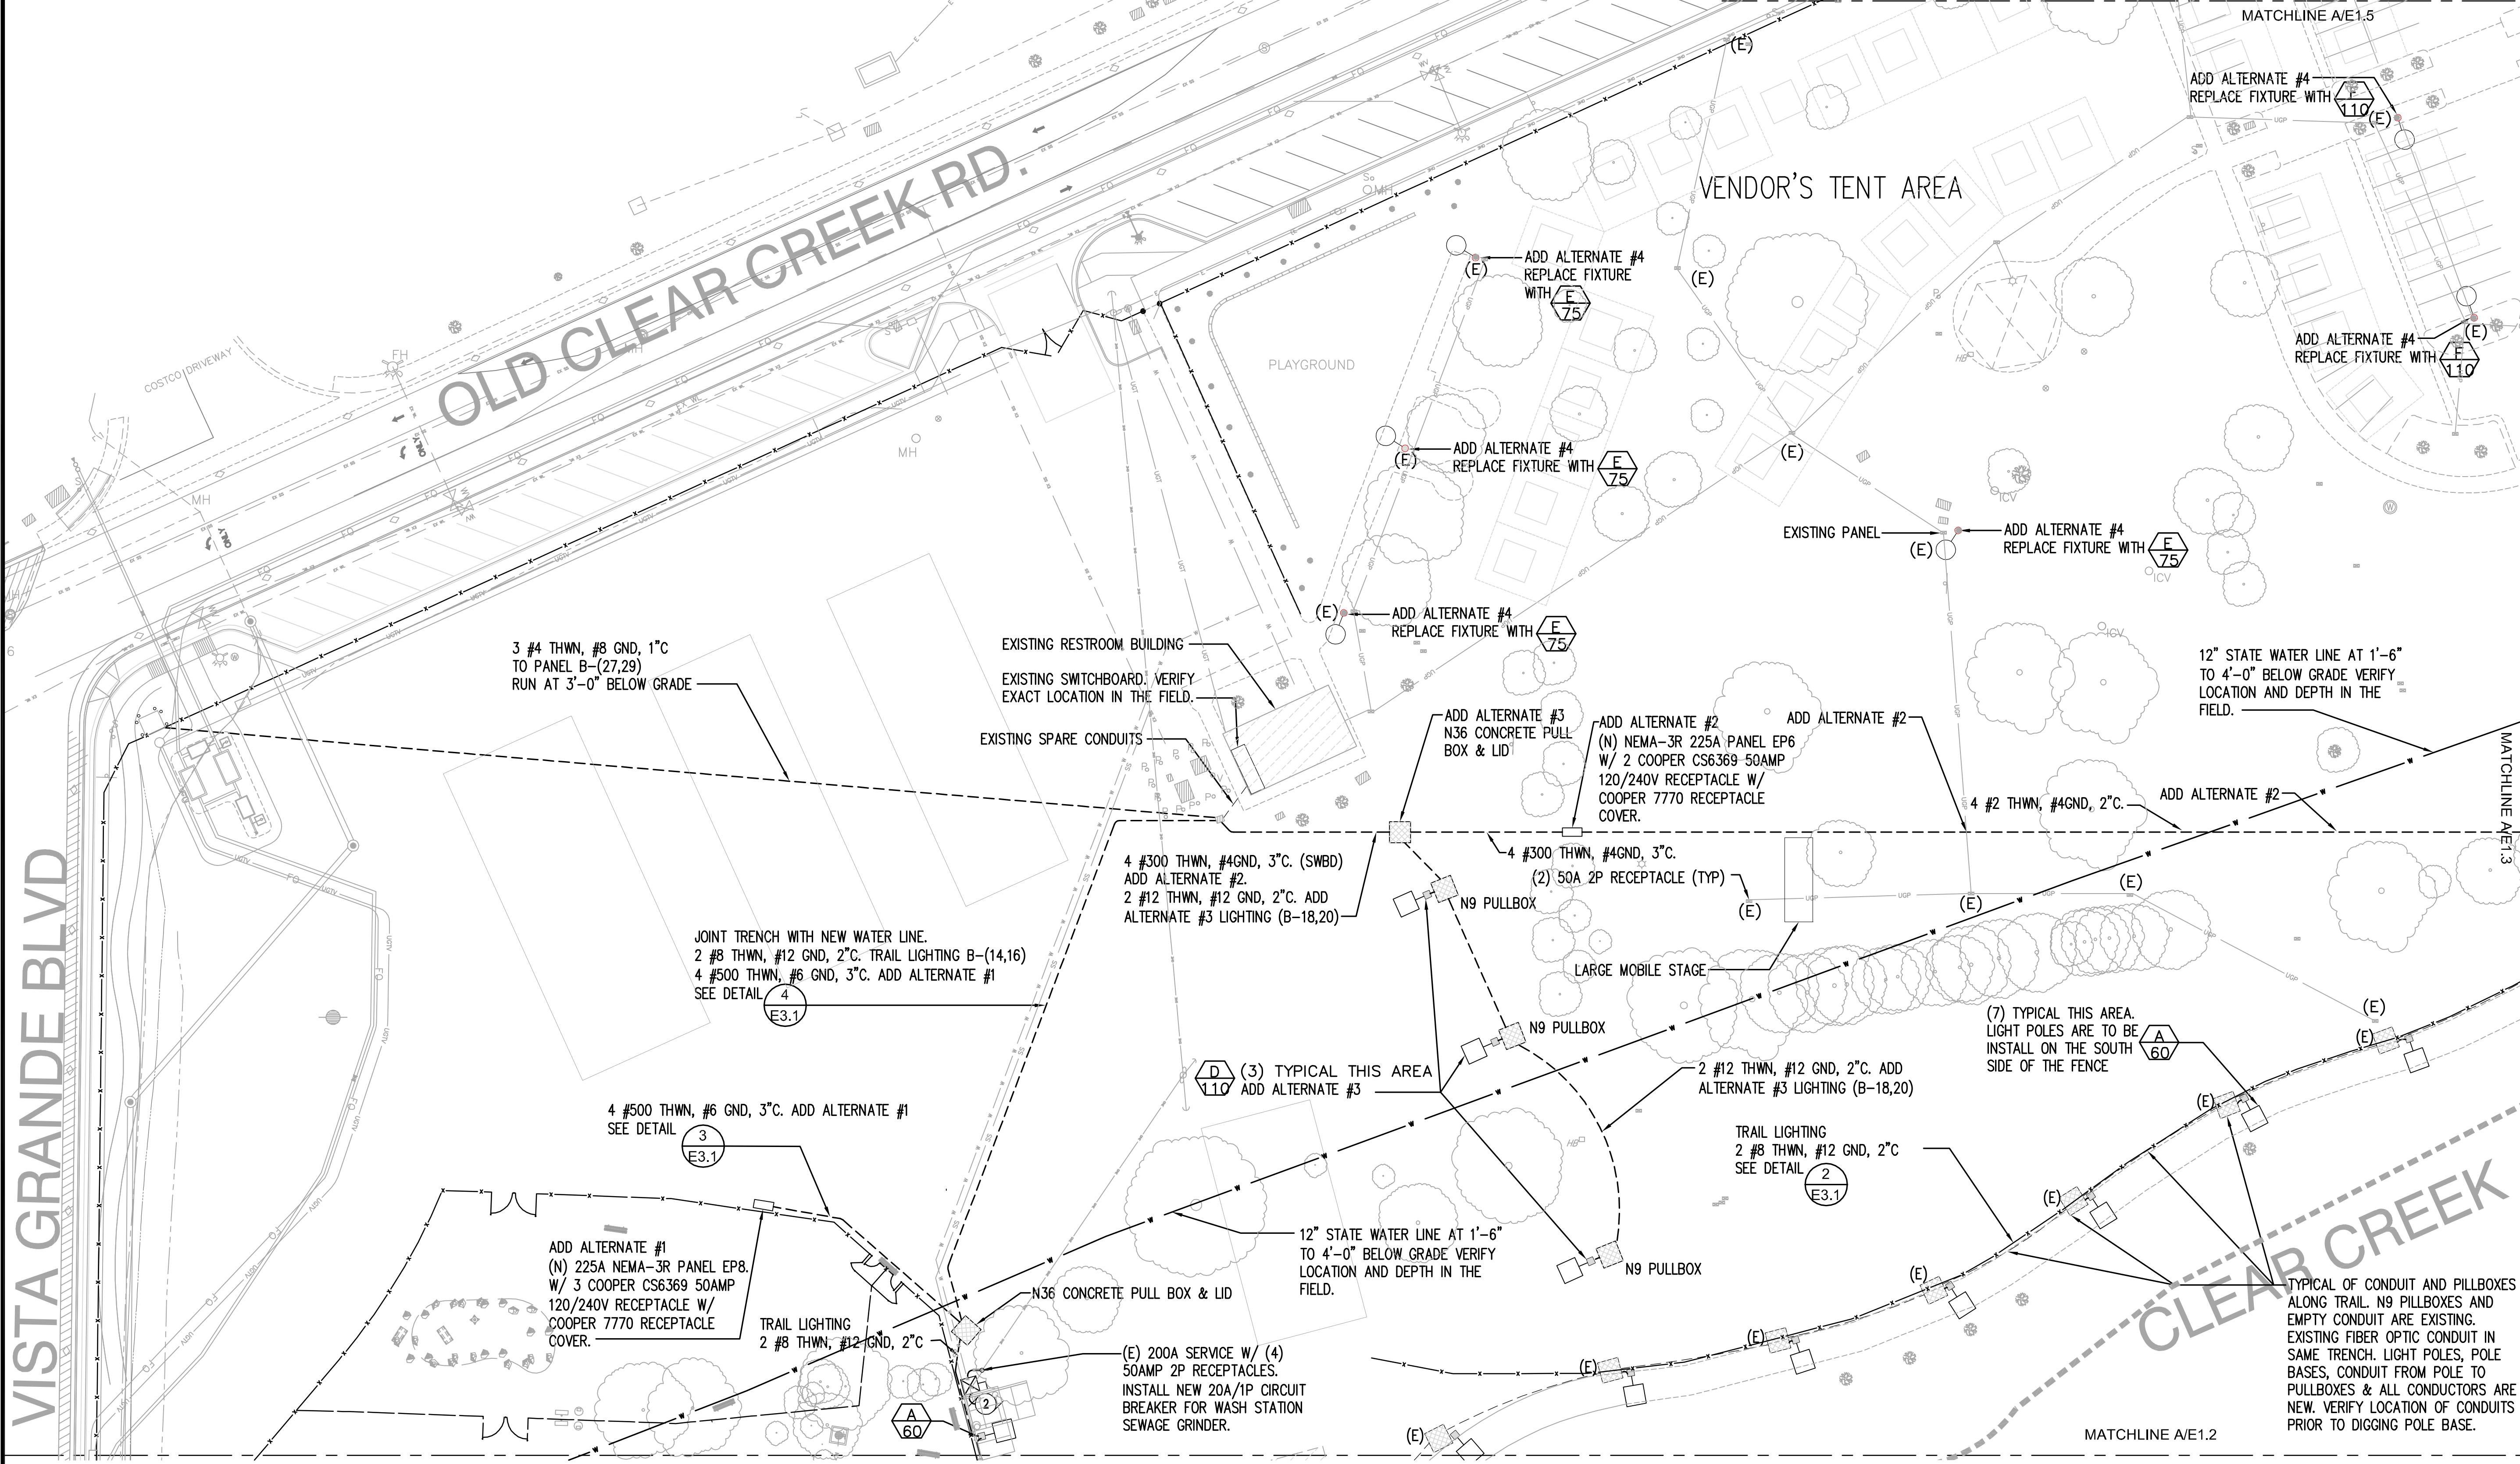 MATCHLINE A/E1.5
ADD ALTERNATE #4
REPLACE FIXTURE WITH
F
110
(E)
(E)
OLD CLEAR CREEK RD.
VENDOR'S TENT AREA
ADD ALTERNATE #4
REPLACE FIXTURE
WITH
E
75
(E)
(E)
ADD ALTERNATE #4
REPLACE FIXTURE WITH
F
110
(E)
COSTCO DRIVEWAY
FH
MH
MH
MH
MH
ONLY
ONLY
PLAYGROUND
ADD ALTERNATE #4
REPLACE FIXTURE WITH
E
75
(E)
(E)
EXISTING PANEL
(E)
ADD ALTERNATE #4
REPLACE FIXTURE WITH
E
75
ICV
ICV
ICV
(E)
ADD ALTERNATE #4
REPLACE FIXTURE WITH
E
75
3 #4 THWN, #8 GND, 1"C
TO PANEL B-(27,29)
RUN AT 3'-0" BELOW GRADE
EXISTING RESTROOM BUILDING
EXISTING SWITCHBOARD. VERIFY
EXACT LOCATION IN THE FIELD.
EXISTING SPARE CONDUITS
ADD ALTERNATE #3
N36 CONCRETE PULL
BOX & LID
ADD ALTERNATE #2
(N) NEMA-3R 225A PANEL EP6
W/ 2 COOPER CS6369 50AMP
120/240V RECEPTACLE W/
COOPER 7770 RECEPTACLE
COVER.
ADD ALTERNATE #2
12" STATE WATER LINE AT 1'-6"
TO 4'-0" BELOW GRADE VERIFY
LOCATION AND DEPTH IN THE
FIELD.
MATCHLINE A/E1.3
4 #2 THWN, #4GND, 2"C.
ADD ALTERNATE #2
4 #300 THWN, #4GND, 3"C. (SWBD)
ADD ALTERNATE #2.
2 #12 THWN, #12 GND, 2"C. ADD
ALTERNATE #3 LIGHTING (B-18,20)
4 #300 THWN, #4GND, 3"C.
(2) 50A 2P RECEPTACLE (TYP)
(E)
(E)
(E)
N9 PULLBOX
JOINT TRENCH WITH NEW WATER LINE.
2 #8 THWN, #12 GND, 2"C. TRAIL LIGHTING B-(14,16)
4 #500 THWN, #6 GND, 3"C. ADD ALTERNATE #1
SEE DETAIL
4
E3.1
LARGE MOBILE STAGE
N9 PULLBOX
(7) TYPICAL THIS AREA.
LIGHT POLES ARE TO BE
INSTALL ON THE SOUTH
SIDE OF THE FENCE
A
60
(E)
(E)
D
110
(3) TYPICAL THIS AREA
ADD ALTERNATE #3
2 #12 THWN, #12 GND, 2"C. ADD
ALTERNATE #3 LIGHTING (B-18,20)
(E)
4 #500 THWN, #6 GND, 3"C. ADD ALTERNATE #1
SEE DETAIL
3
E3.1
TRAIL LIGHTING
2 #8 THWN, #12 GND, 2"C
SEE DETAIL
2
E3.1
HB
HB
(E)
VISTA GRANDE BLVD
CLEAR CREEK
ADD ALTERNATE #1
(N) 225A NEMA-3R PANEL EP8.
W/ 3 COOPER CS6369 50AMP
120/240V RECEPTACLE W/
COOPER 7770 RECEPTACLE
COVER.
12" STATE WATER LINE AT 1'-6"
TO 4'-0" BELOW GRADE VERIFY
LOCATION AND DEPTH IN THE
FIELD.
N9 PULLBOX
N36 CONCRETE PULL BOX & LID
TRAIL LIGHTING
2 #8 THWN, #12 GND, 2"C
(E) 200A SERVICE W/ (4)
50AMP 2P RECEPTACLES.
INSTALL NEW 20A/1P CIRCUIT
BREAKER FOR WASH STATION
SEWAGE GRINDER.
2
A
60
(E)
(E)
(E)
(E)
TYPICAL OF CONDUIT AND PILLBOXES
ALONG TRAIL. N9 PILLBOXES AND
EMPTY CONDUIT ARE EXISTING.
EXISTING FIBER OPTIC CONDUIT IN
SAME TRENCH. LIGHT POLES, POLE
BASES, CONDUIT FROM POLE TO
PULLBOXES & ALL CONDUCTORS ARE
NEW. VERIFY LOCATION OF CONDUITS
PRIOR TO DIGGING POLE BASE.
MATCHLINE A/E1.2